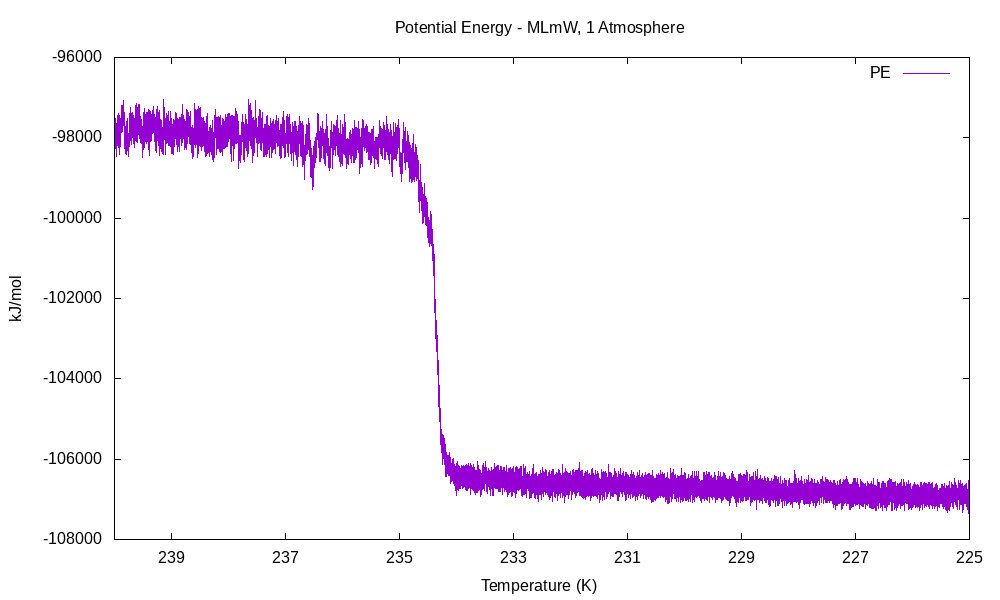 Potential Energy - MLmW, 1 Atmosphere
-96000
PE
-98000
-100000
-102000
kJ/mol
-104000
-106000
-108000
239 237 235 233 231 229 227 225
Temperature (K)